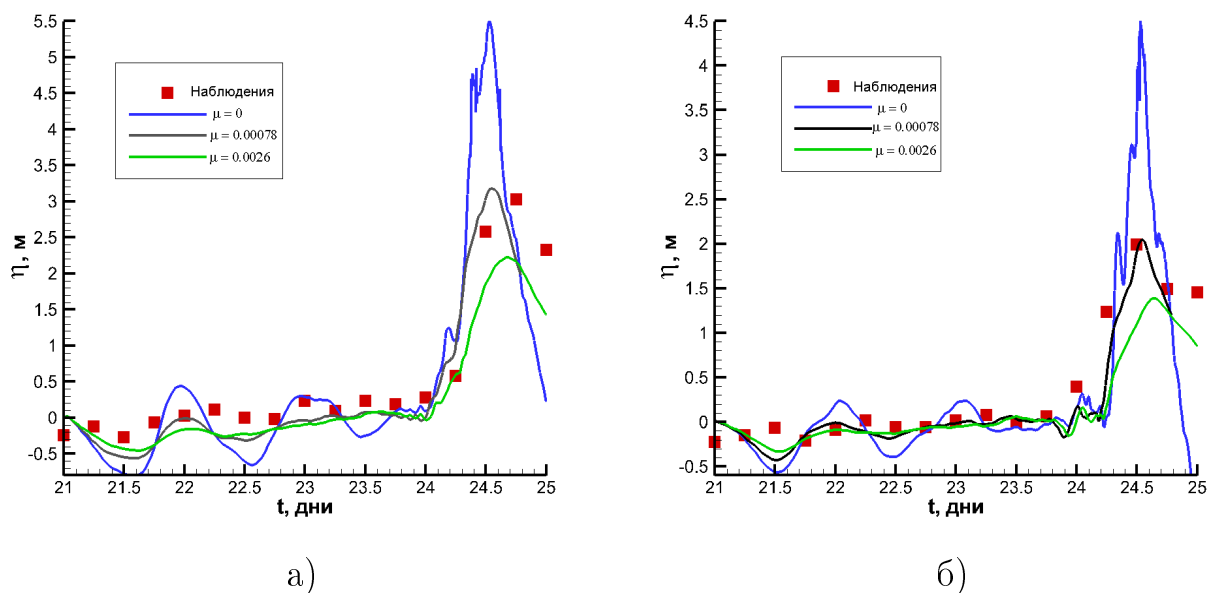 5.5
5
4.5
4
3.5
3
2.5
2
1.5
1
0.5
0
-0.5
η, м
Наблюдения
μ = 0
μ = 0.00078
μ = 0.0026
21 21.5 22 22.5 23 23.5 24 24.5 25
t, дни
а)
4.5
4
3.5
3
2.5
2
1.5
1
0.5
0
-0.5
η, м
Наблюдения
μ = 0
μ = 0.00078
μ = 0.0026
21 21.5 22 22.5 23 23.5 24 24.5 25
t, дни
б)